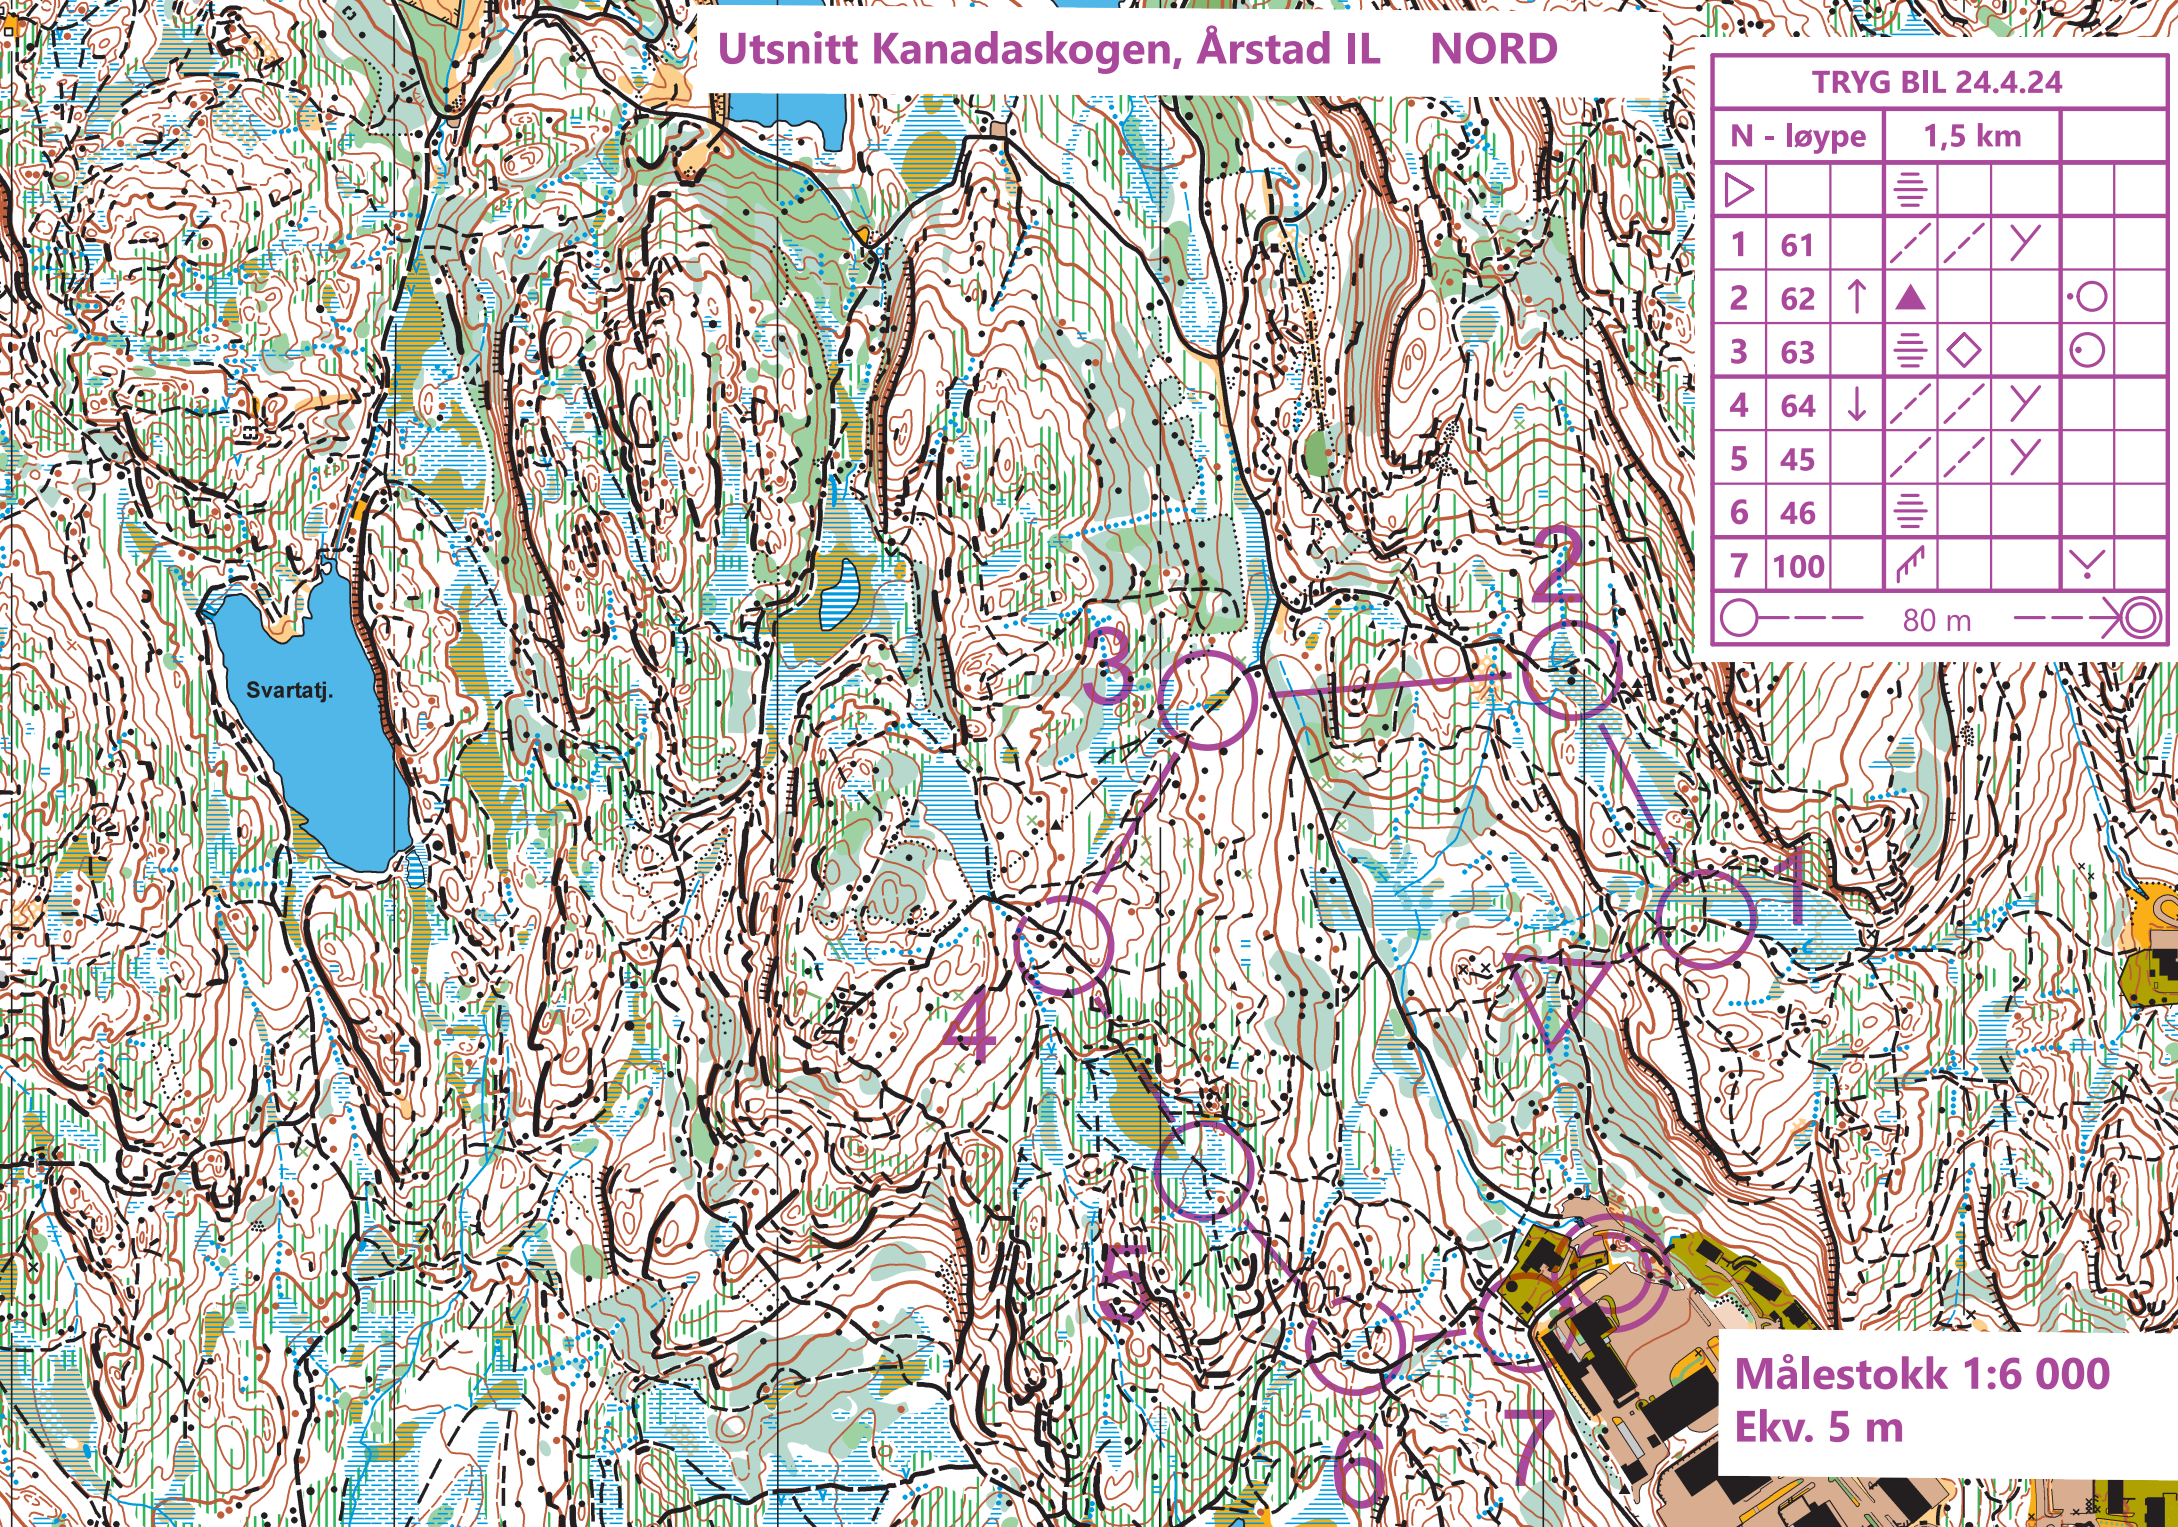 Utsnitt Kanadaskogen, Årstad IL NORD
TRYG BIL 24.4.24
N - løype 1,5 km
1 61
2 62
3 63
4 64
5 45
6 46
7 100
80 m
Svartatj.
1
2
3
4
5
6
7
Målestokk 1:6 000
Ekv. 5 m